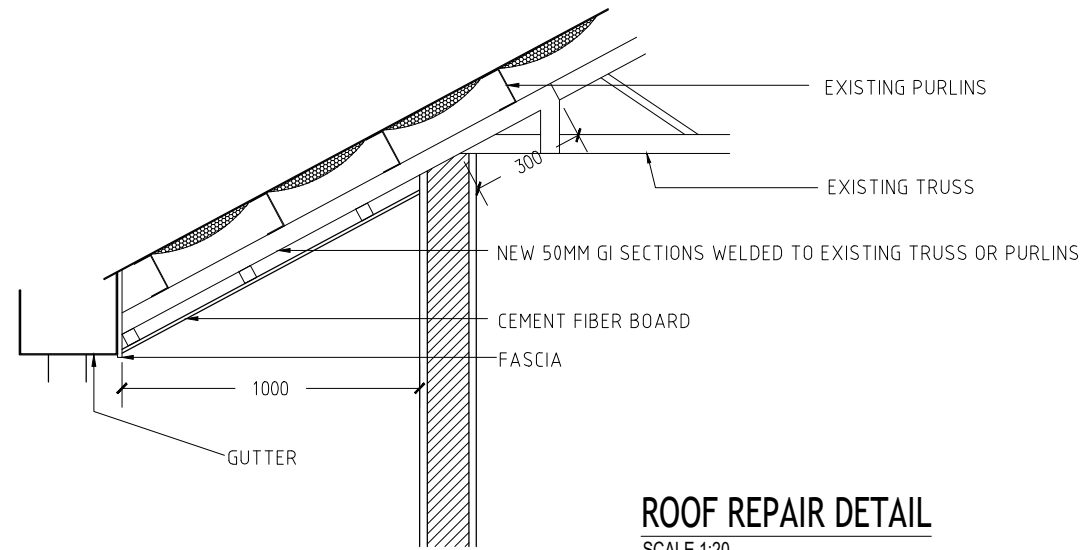 EXISTING PURLINS
300
EXISTING TRUSS
NEW 50MM GI SECTIONS WELDED TO EXISTING TRUSS OR PURLINS
CEMENT FIBER BOARD
FASCIA
1000
GUTTER
ROOF REPAIR DETAIL
SCALE 1:20